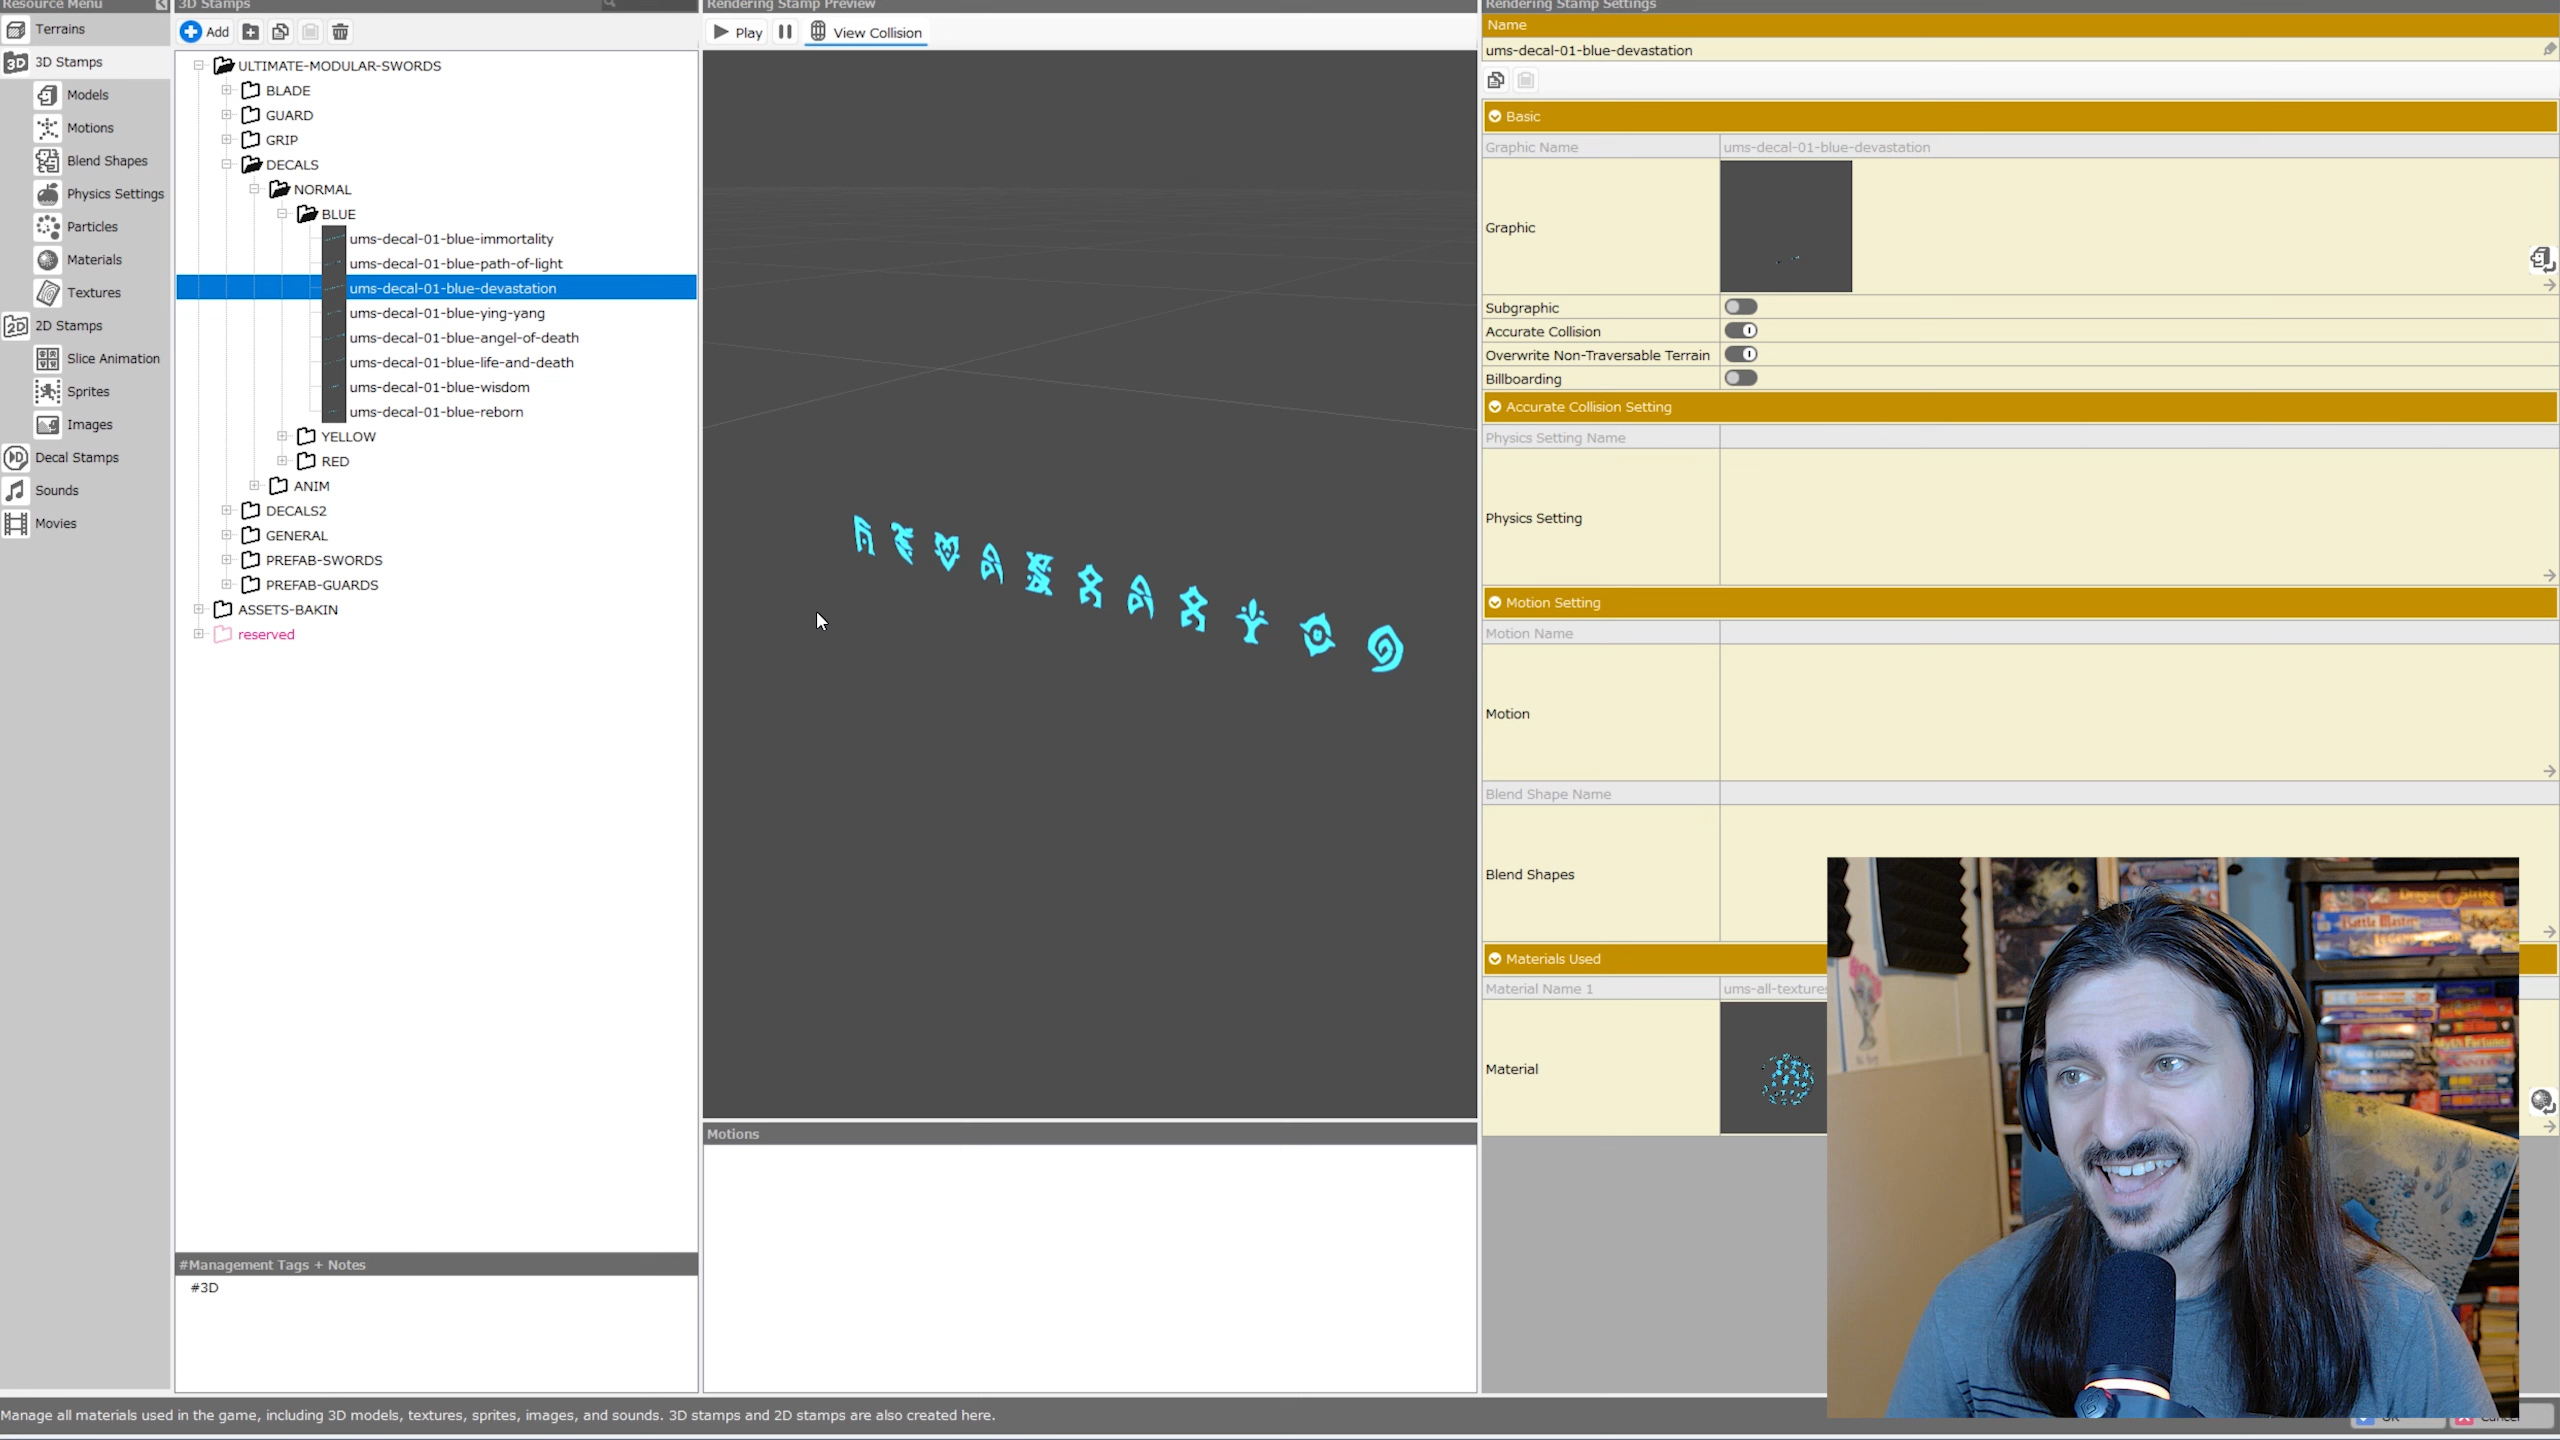 Resource Menu
Terrains
3D Stamps
Models
Motions
Blend Shapes
Physics Settings
Particles
Materials
Textures
2D Stamps
Slice Animation
Sprites
Images
Decal Stamps
Sounds
Movies
3D Stamps
Add
ULTIMATE-MODULAR-SWORDS
BLADE
GUARD
GRIP
DECALS
NORMAL
BLUE
ums-decal-01-blue-immortality
ums-decal-01-blue-path-of-light
ums-decal-01-blue-devastation
ums-decal-01-blue-ying-yang
ums-decal-01-blue-angel-of-death
ums-decal-01-blue-life-and-death
ums-decal-01-blue-wisdom
ums-decal-01-blue-reborn
YELLOW
RED
ANIM
DECALS2
GENERAL
PREFAB-SWORDS
PREFAB-GUARDS
ASSETS-BAKIN
reserved
#Management Tags + Notes
#3D
Rendering Stamp Preview
Play
View Collision
Motions
Rendering Stamp Settings
Name
ums-decal-01-blue-devastation
Basic
Graphic Name
ums-decal-01-blue-devastation
Graphic
Subgraphic
Accurate Collision
Overwrite Non-Traversable Terrain
Billboarding
Accurate Collision Setting
Physics Setting Name
Physics Setting
Motion Setting
Motion Name
Motion
Blend Shape Name
Blend Shapes
Materials Used
Material Name 1
ums-all-textures
Material
Manage all materials used in the game, including 3D models, textures, sprites, images, and sounds. 3D stamps and 2D stamps are also created here.